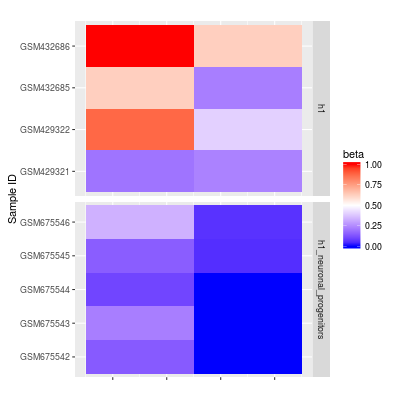 Sample ID
GSM432686
GSM432685
GSM429322
GSM429321
h1
GSM675546
GSM675545
GSM675544
GSM675543
GSM675542
h1_neuronal_progenitors
beta
1.00
0.75
0.50
0.25
0.00